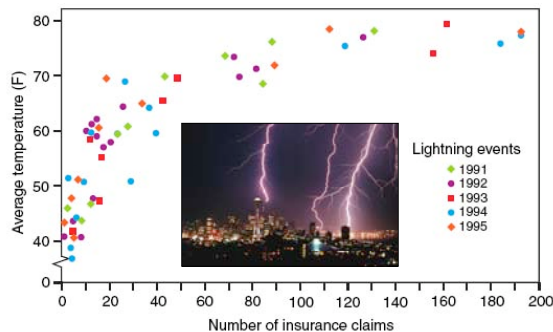 80
70
60
50
40
0
Average temperature (F)
0 20 40 60 80 100 120 140 160 180 200
Number of insurance claims
Lightning events
1991
1992
1993
1994
1995